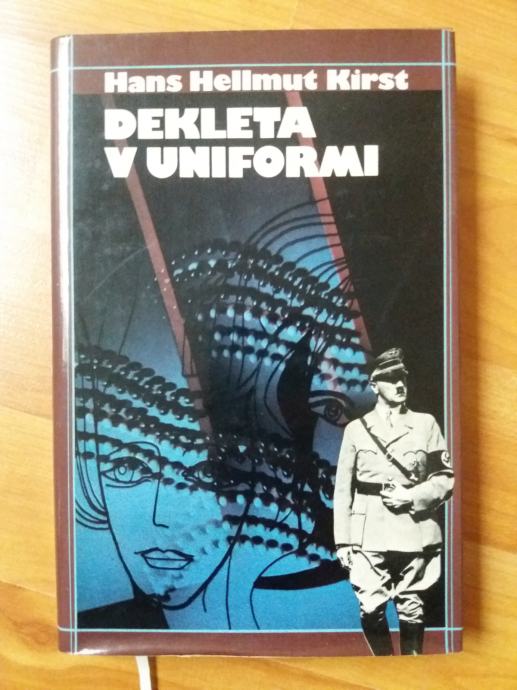 Hans Hellmut Kirst
DEKLETA
V UNIFORMI